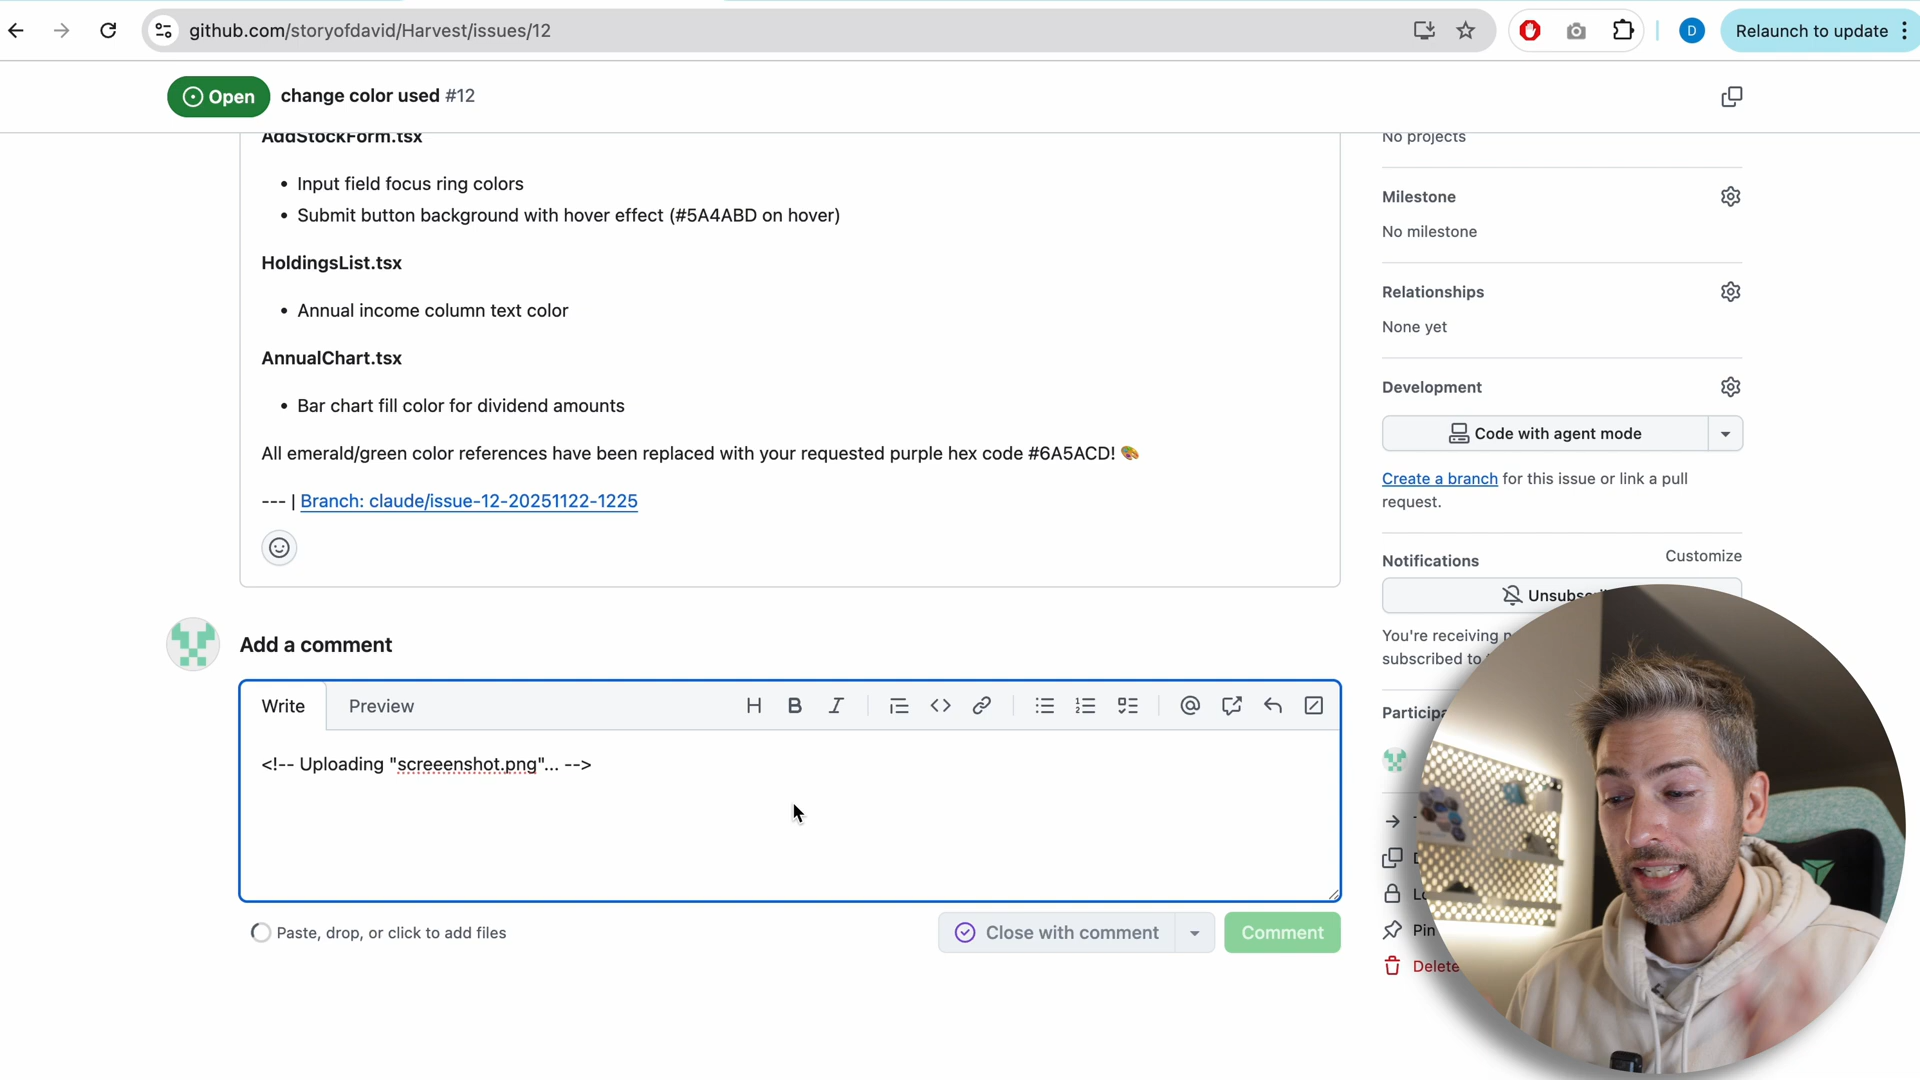 github.com/storyofdavid/Harvest/issues/12
D
Relaunch to update
Open
change color used #12
AddStockForm.tsx
Input field focus ring colors
Submit button background with hover effect (#5A4ABD on hover)
HoldingsList.tsx
Annual income column text color
AnnualChart.tsx
Bar chart fill color for dividend amounts
All emerald/green color references have been replaced with your requested purple hex code #6A5ACD! 🎨
--- | Branch: claude/issue-12-20251122-1225
Add a comment
Write
Preview
<!-- Uploading "screeenshot.png"... -->
Paste, drop, or click to add files
Close with comment
Comment
No projects
Milestone
No milestone
Relationships
None yet
Development
Code with agent mode
Create a branch for this issue or link a pull
request.
Notifications
Customize
You're receiving
subscribed to
Pin
Delete